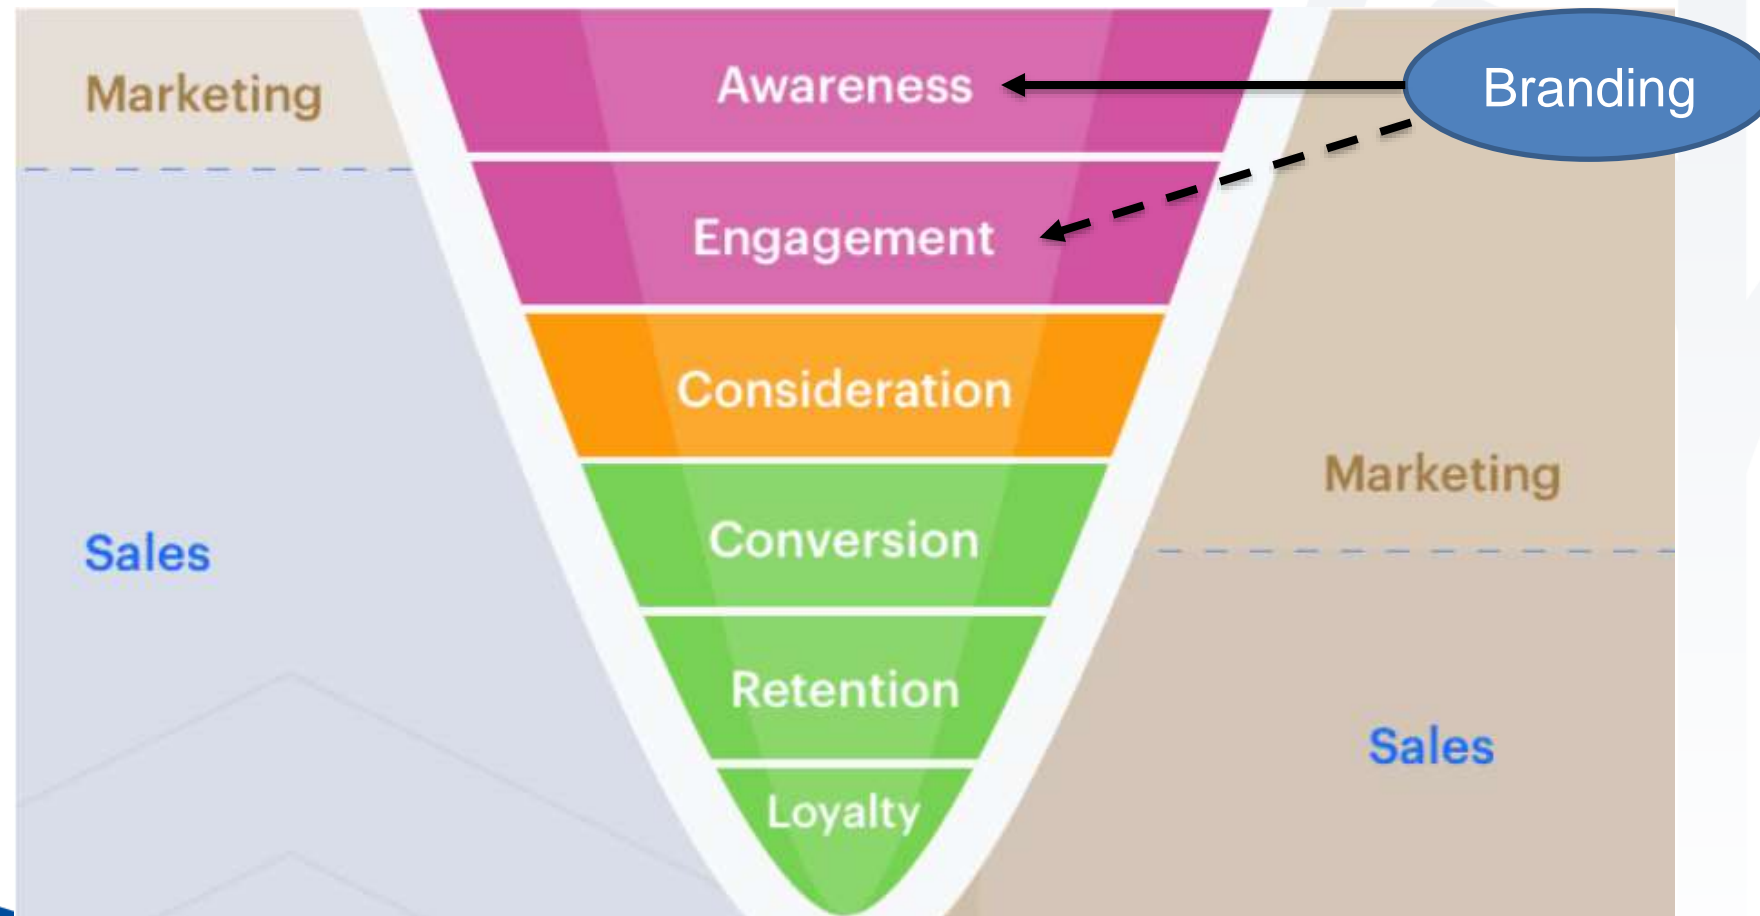 Marketing
Awareness
Branding
Engagement
Consideration
Marketing
Sales
Conversion
Retention
Sales
Loyalty